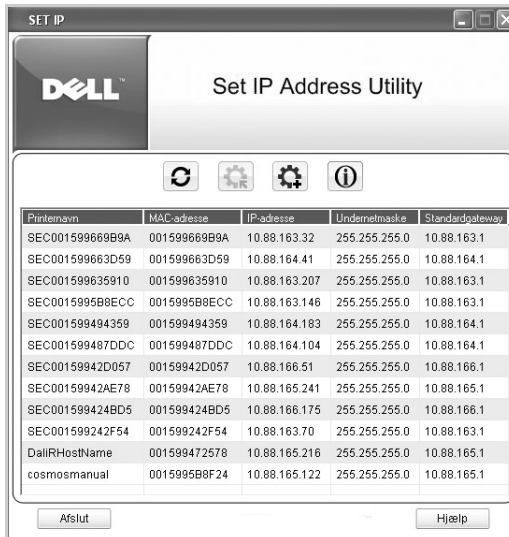 SET IP
DELL™
Set IP Address Utility
Printernavn MAC-adresse IP-adresse Undernetmaske Standardgateway
SEC001599669B9A 001599669B9A 10.88.163.32 255.255.255.0 10.88.163.1
SEC001599663D59 001599663D59 10.88.164.41 255.255.255.0 10.88.164.1
SEC001599635910 001599635910 10.88.163.207 255.255.255.0 10.88.163.1
SEC0015995B8ECC 0015995B8ECC 10.88.163.146 255.255.255.0 10.88.163.1
SEC001599494359 001599494359 10.88.164.183 255.255.255.0 10.88.164.1
SEC001599487DDC 001599487DDC 10.88.164.104 255.255.255.0 10.88.164.1
SEC00159942D057 00159942D057 10.88.166.51 255.255.255.0 10.88.166.1
SEC00159942AE78 00159942AE78 10.88.165.241 255.255.255.0 10.88.165.1
SEC001599424BD5 001599424BD5 10.88.166.175 255.255.255.0 10.88.166.1
SEC001599242F54 001599242F54 10.88.163.70 255.255.255.0 10.88.163.1
DaliRHostName 001599472578 10.88.165.216 255.255.255.0 10.88.165.1
cosmosmanual 0015995B8F24 10.88.165.122 255.255.255.0 10.88.165.1
Afslut Hjælp